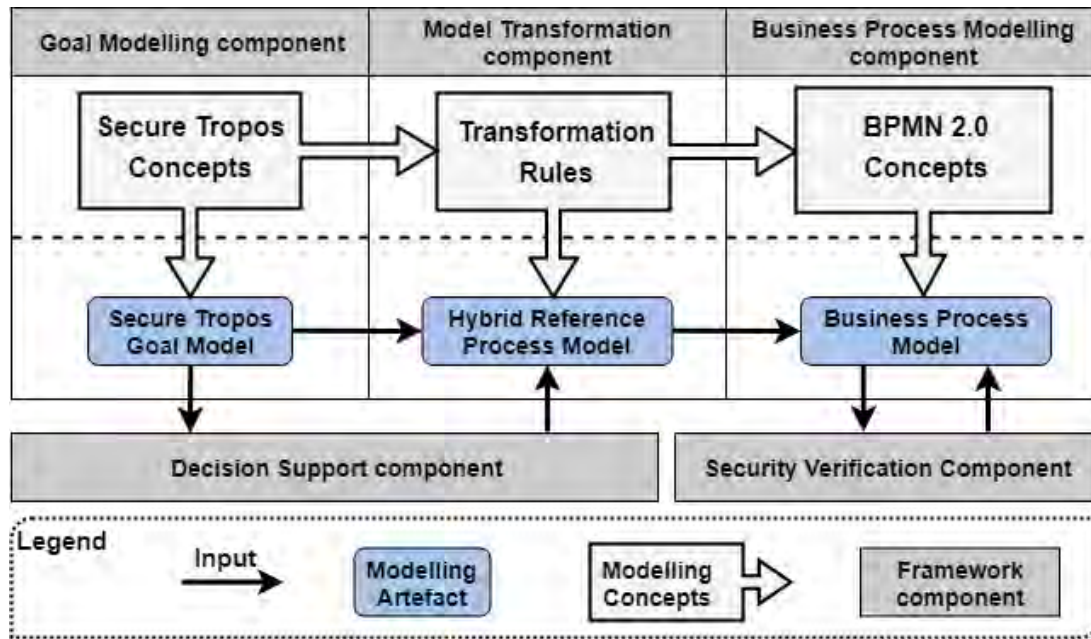 Goal Modelling component
Model Transformation
component
Business Process Modelling
component
Secure Tropos
Concepts
Transformation
Rules
BPMN 2.0
Concepts
Secure Tropos
Goal Model
Hybrid Reference
Process Model
Business Process
Model
Decision Support component
Security Verification Component
Legend
Input
Modelling
Artefact
Modelling
Concepts
Framework
component